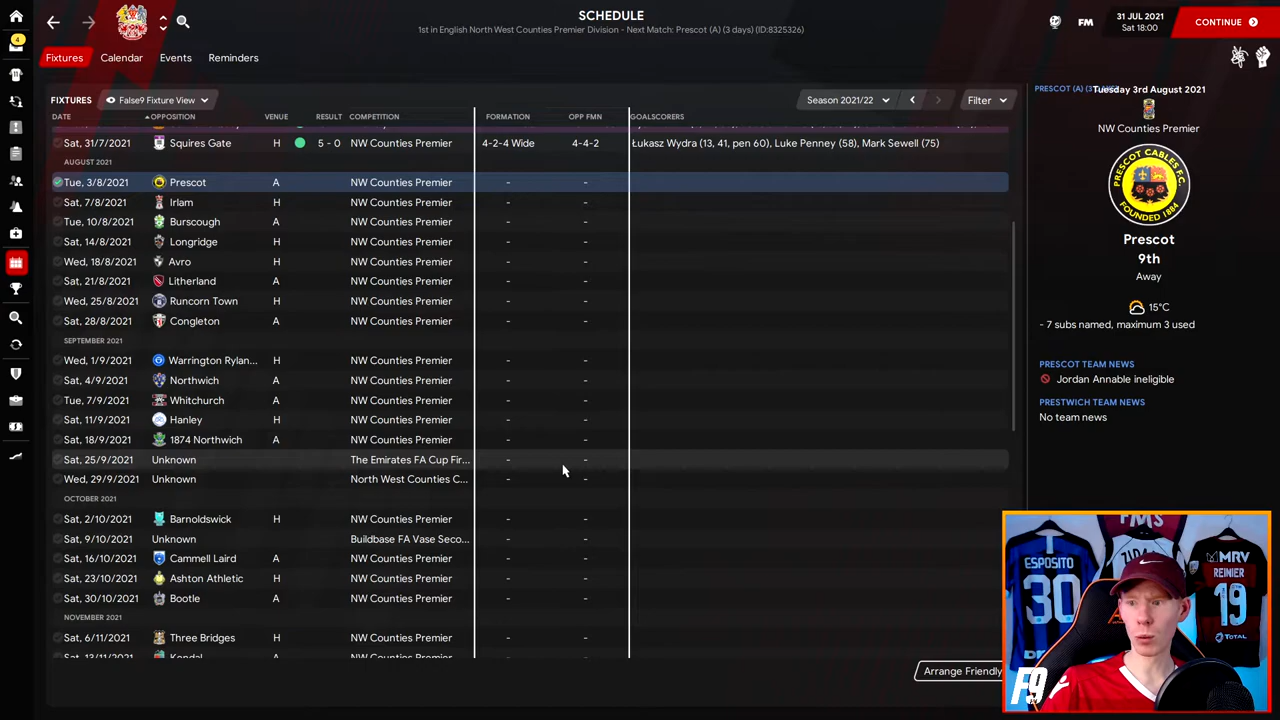 SCHEDULE
1st in English North West Counties Premier Division - Next Match: Prescot (A) (3 days) (ID:8325326)
4
FM
31 JUL 2021
Sat 18:00
CONTINUE
Fixtures Calendar Events Reminders
FIXTURES False9 Fixture View Season 2021/22 Filter
DATE OPPOSITION VENUE RESULT COMPETITION FORMATION OPP FMN GOALSCORERS
Sat, 31/7/2021 Squires Gate H 5 - 0 NW Counties Premier 4-2-4 Wide 4-4-2 Łukasz Wydra (13, 41, pen 60), Luke Penney (58), Mark Sewell (75)
AUGUST 2021
Tue, 3/8/2021 Prescot A NW Counties Premier - -
Sat, 7/8/2021 Irlam H NW Counties Premier - -
Tue, 10/8/2021 Burscough A NW Counties Premier - -
Sat, 14/8/2021 Longridge H NW Counties Premier - -
Wed, 18/8/2021 Avro H NW Counties Premier - -
Sat, 21/8/2021 Litherland A NW Counties Premier - -
Wed, 25/8/2021 Runcorn Town H NW Counties Premier - -
Sat, 28/8/2021 Congleton A NW Counties Premier - -
SEPTEMBER 2021
Wed, 1/9/2021 Warrington Rylan... H NW Counties Premier - -
Sat, 4/9/2021 Northwich A NW Counties Premier - -
Tue, 7/9/2021 Whitchurch A NW Counties Premier - -
Sat, 11/9/2021 Hanley H NW Counties Premier - -
Sat, 18/9/2021 1874 Northwich A NW Counties Premier - -
Sat, 25/9/2021 Unknown The Emirates FA Cup Fir... - -
Wed, 29/9/2021 Unknown North West Counties C... - -
OCTOBER 2021
Sat, 2/10/2021 Barnoldswick H NW Counties Premier - -
Sat, 9/10/2021 Unknown Buildbase FA Vase Seco... - -
Sat, 16/10/2021 Cammell Laird A NW Counties Premier - -
Sat, 23/10/2021 Ashton Athletic H NW Counties Premier - -
Sat, 30/10/2021 Bootle A NW Counties Premier - -
NOVEMBER 2021
Sat, 6/11/2021 Three Bridges H NW Counties Premier - -
Sat, 13/11/2021 Kendal A NW Counties Premier - -
Arrange Friendly
Tuesday 3rd August 2021
NW Counties Premier
PRESCOT CABLES F.C.
FOUNDED 1884
Prescot
9th
Away
15°C
- 7 subs named, maximum 3 used
PRESCOT TEAM NEWS
Jordan Annable ineligible
PRESTWICH TEAM NEWS
No team news
ESPOSITO
30
FMS
MRV
REINIER
19
TOTAL
F9